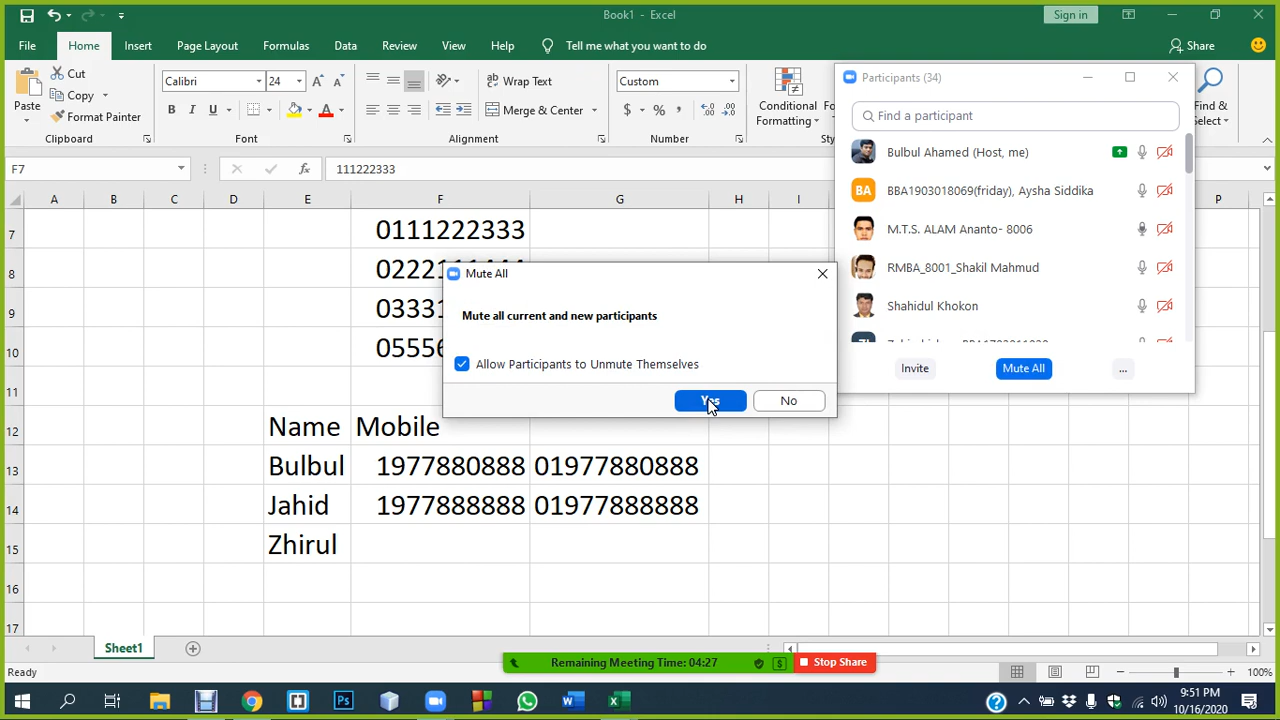 Book1 - Excel
Sign in
File Home Insert Page Layout Formulas Data Review View Help Tell me what you want to do
Share
Cut
Copy
Format Painter
Paste
Clipboard
Calibri 24
B I U
Font
Wrap Text
Merge & Center
Alignment
Custom
Number
Conditional
Formatting
Find &
Select
F7
111222333
A B C D E F G H I P
7 0111222333
8
9
10
11
12 Name Mobile
13 Bulbul 1977880888 01977880888
14 Jahid 1977888888 01977888888
15 Zhirul
16
17
Participants (34)
Find a participant
Bulbul Ahamed (Host, me)
BA BBA1903018069(friday), Aysha Siddika
M.T.S. ALAM Ananto- 8006
RMBA_8001_Shakil Mahmud
Shahidul Khokon
Invite Mute All ...
Mute All
Mute all current and new participants
Allow Participants to Unmute Themselves
Yes No
Sheet1
Ready
Remaining Meeting Time: 04:27
Stop Share
100%
9:51 PM
10/16/2020